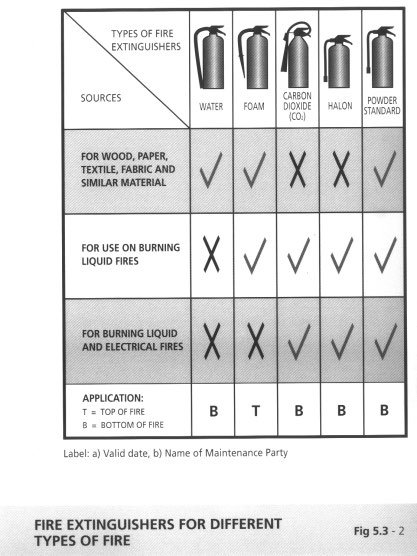 TYPES OF FIRE
EXTINGUISHERS
SOURCES
WATER
FOAM
CARBON
DIOXIDE
(CO₂)
HALON
POWDER
STANDARD
FOR WOOD, PAPER,
TEXTILE, FABRIC AND
SIMILAR MATERIAL
FOR USE ON BURNING
LIQUID FIRES
FOR BURNING LIQUID
AND ELECTRICAL FIRES
APPLICATION:
T = TOP OF FIRE
B = BOTTOM OF FIRE
B T B B B
Label: a) Valid date, b) Name of Maintenance Party
FIRE EXTINGUISHERS FOR DIFFERENT
TYPES OF FIRE
Fig 5.3 - 2